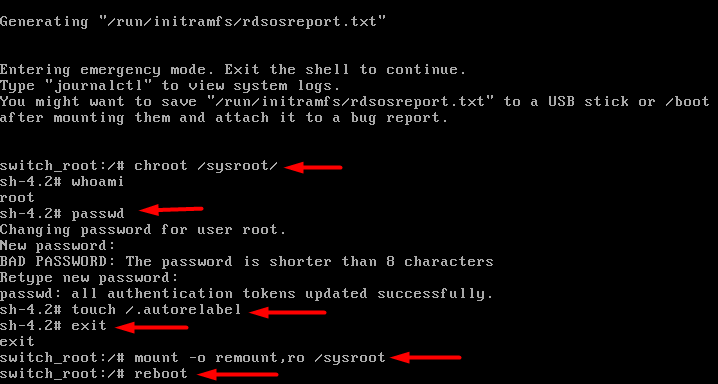 Generating "/run/initramfs/rdsosreport.txt"
Entering emergency mode. Exit the shell to continue.
Type "journalctl" to view system logs.
You might want to save "/run/initramfs/rdsosreport.txt" to a USB stick or /boot
after mounting them and attach it to a bug report.
switch_root:/# chroot /sysroot/
sh-4.2# whoami
root
sh-4.2# passwd
Changing password for user root.
New password:
BAD PASSWORD: The password is shorter than 8 characters
Retype new password:
passwd: all authentication tokens updated successfully.
sh-4.2# touch /.autorelabel
sh-4.2# exit
exit
switch_root:/# mount -o remount,ro /sysroot
switch_root:/# reboot